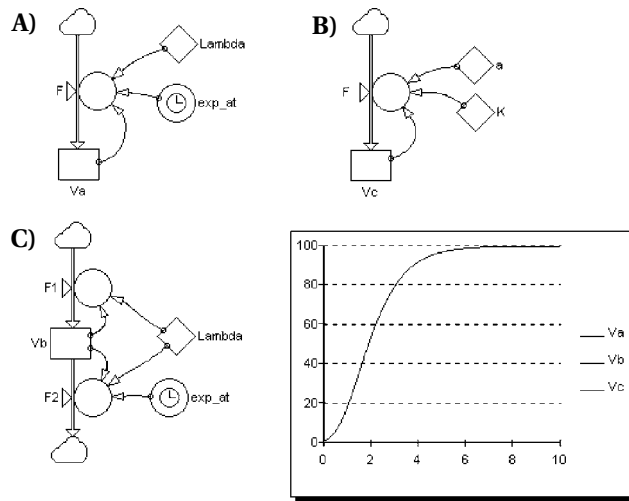 A)
Lambda
F
exp_at
Va
B)
a
F
K
Vc
C)
F1
Vb
Lambda
F2
exp_at
100
80
60
40
20
0
0 2 4 6 8 10
Va
Vb
Vc